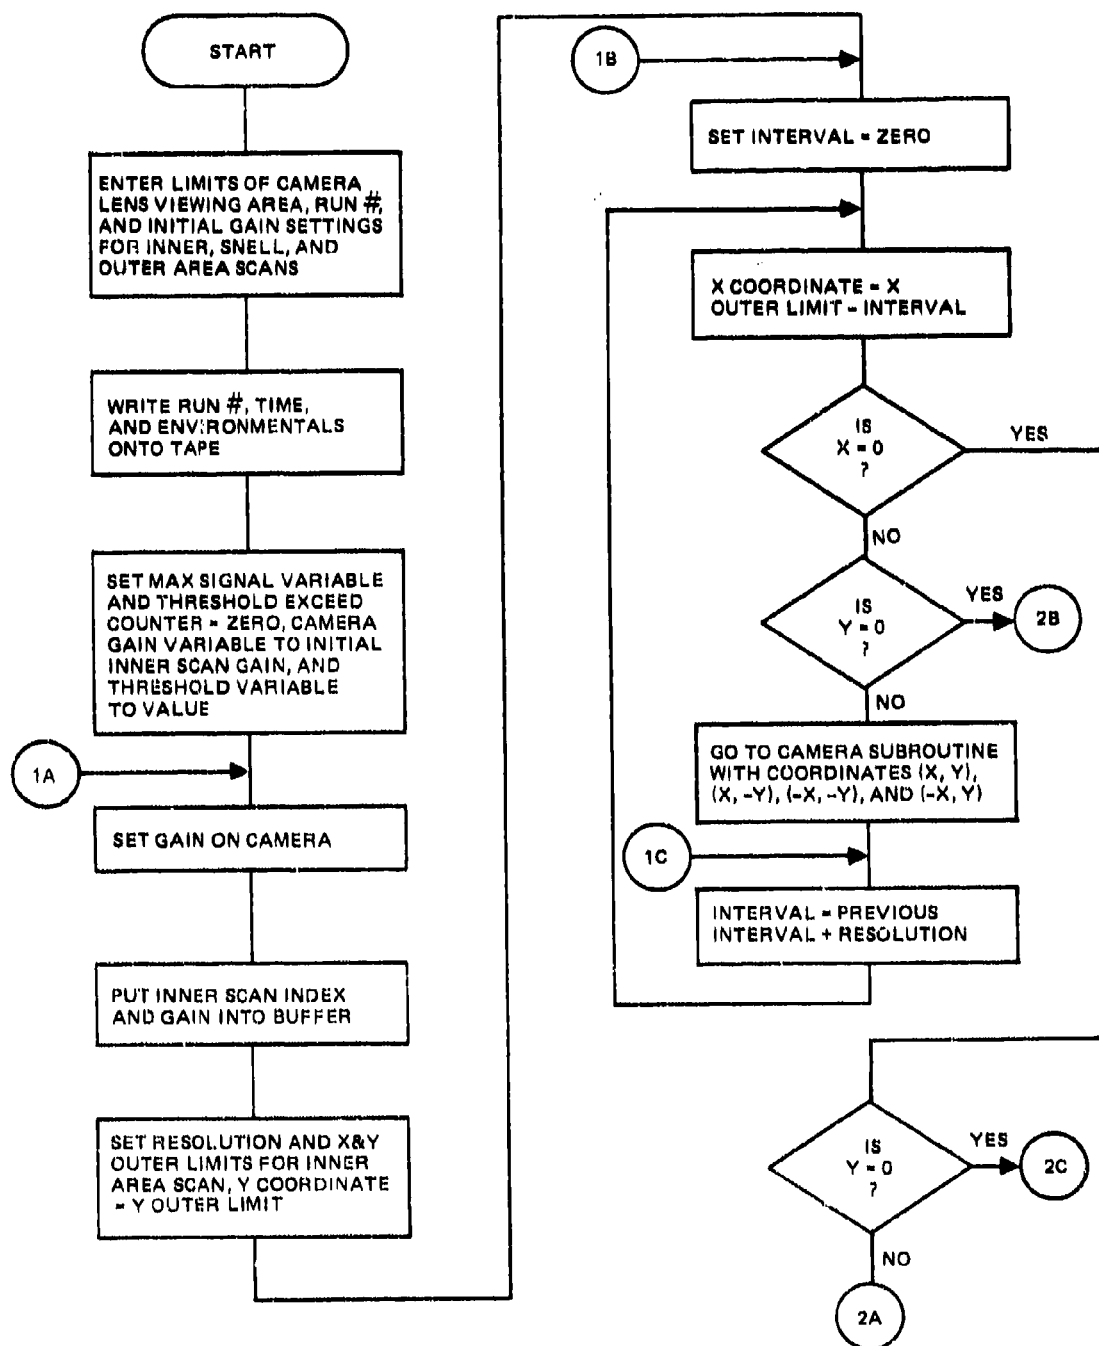 START
ENTER LIMITS OF CAMERA
LENS VIEWING AREA, RUN #,
AND INITIAL GAIN SETTINGS
FOR INNER, SNELL, AND
OUTER AREA SCANS
WRITE RUN #, TIME,
AND ENVIRONMENTALS
ONTO TAPE
SET MAX SIGNAL VARIABLE
AND THRESHOLD EXCEED
COUNTER = ZERO, CAMERA
GAIN VARIABLE TO INITIAL
INNER SCAN GAIN, AND
THRESHOLD VARIABLE
TO VALUE
1A
SET GAIN ON CAMERA
PUT INNER SCAN INDEX
AND GAIN INTO BUFFER
SET RESOLUTION AND X&Y
OUTER LIMITS FOR INNER
AREA SCAN, Y COORDINATE
= Y OUTER LIMIT
1B
SET INTERVAL = ZERO
X COORDINATE = X
OUTER LIMIT - INTERVAL
IS
X = 0
?
YES
NO
IS
Y = 0
?
YES
2B
NO
GO TO CAMERA SUBROUTINE
WITH COORDINATES (X, Y),
(X, -Y), (-X, -Y), AND (-X, Y)
1C
INTERVAL = PREVIOUS
INTERVAL + RESOLUTION
IS
Y = 0
?
YES
2C
NO
2A